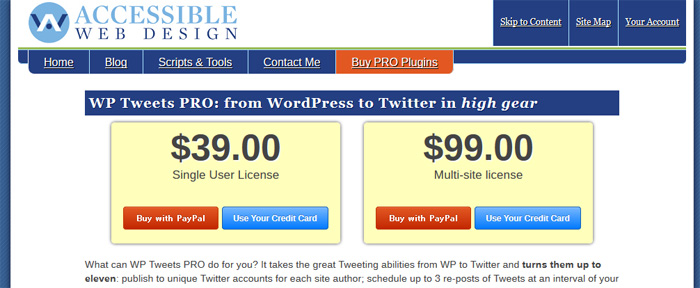 ACCESSIBLE
WEB DESIGN
Skip to Content
Site Map
Your Account
Home
Blog
Scripts & Tools
Contact Me
Buy PRO Plugins
WP Tweets PRO: from WordPress to Twitter in high gear
$39.00
Single User License
Buy with PayPal
Use Your Credit Card
$99.00
Multi-site license
Buy with PayPal
Use Your Credit Card
What can WP Tweets PRO do for you? It takes the great Tweeting abilities from WP to Twitter and turns them up to
eleven: publish to unique Twitter accounts for each site author; schedule up to 3 re-posts of Tweets at an interval of your